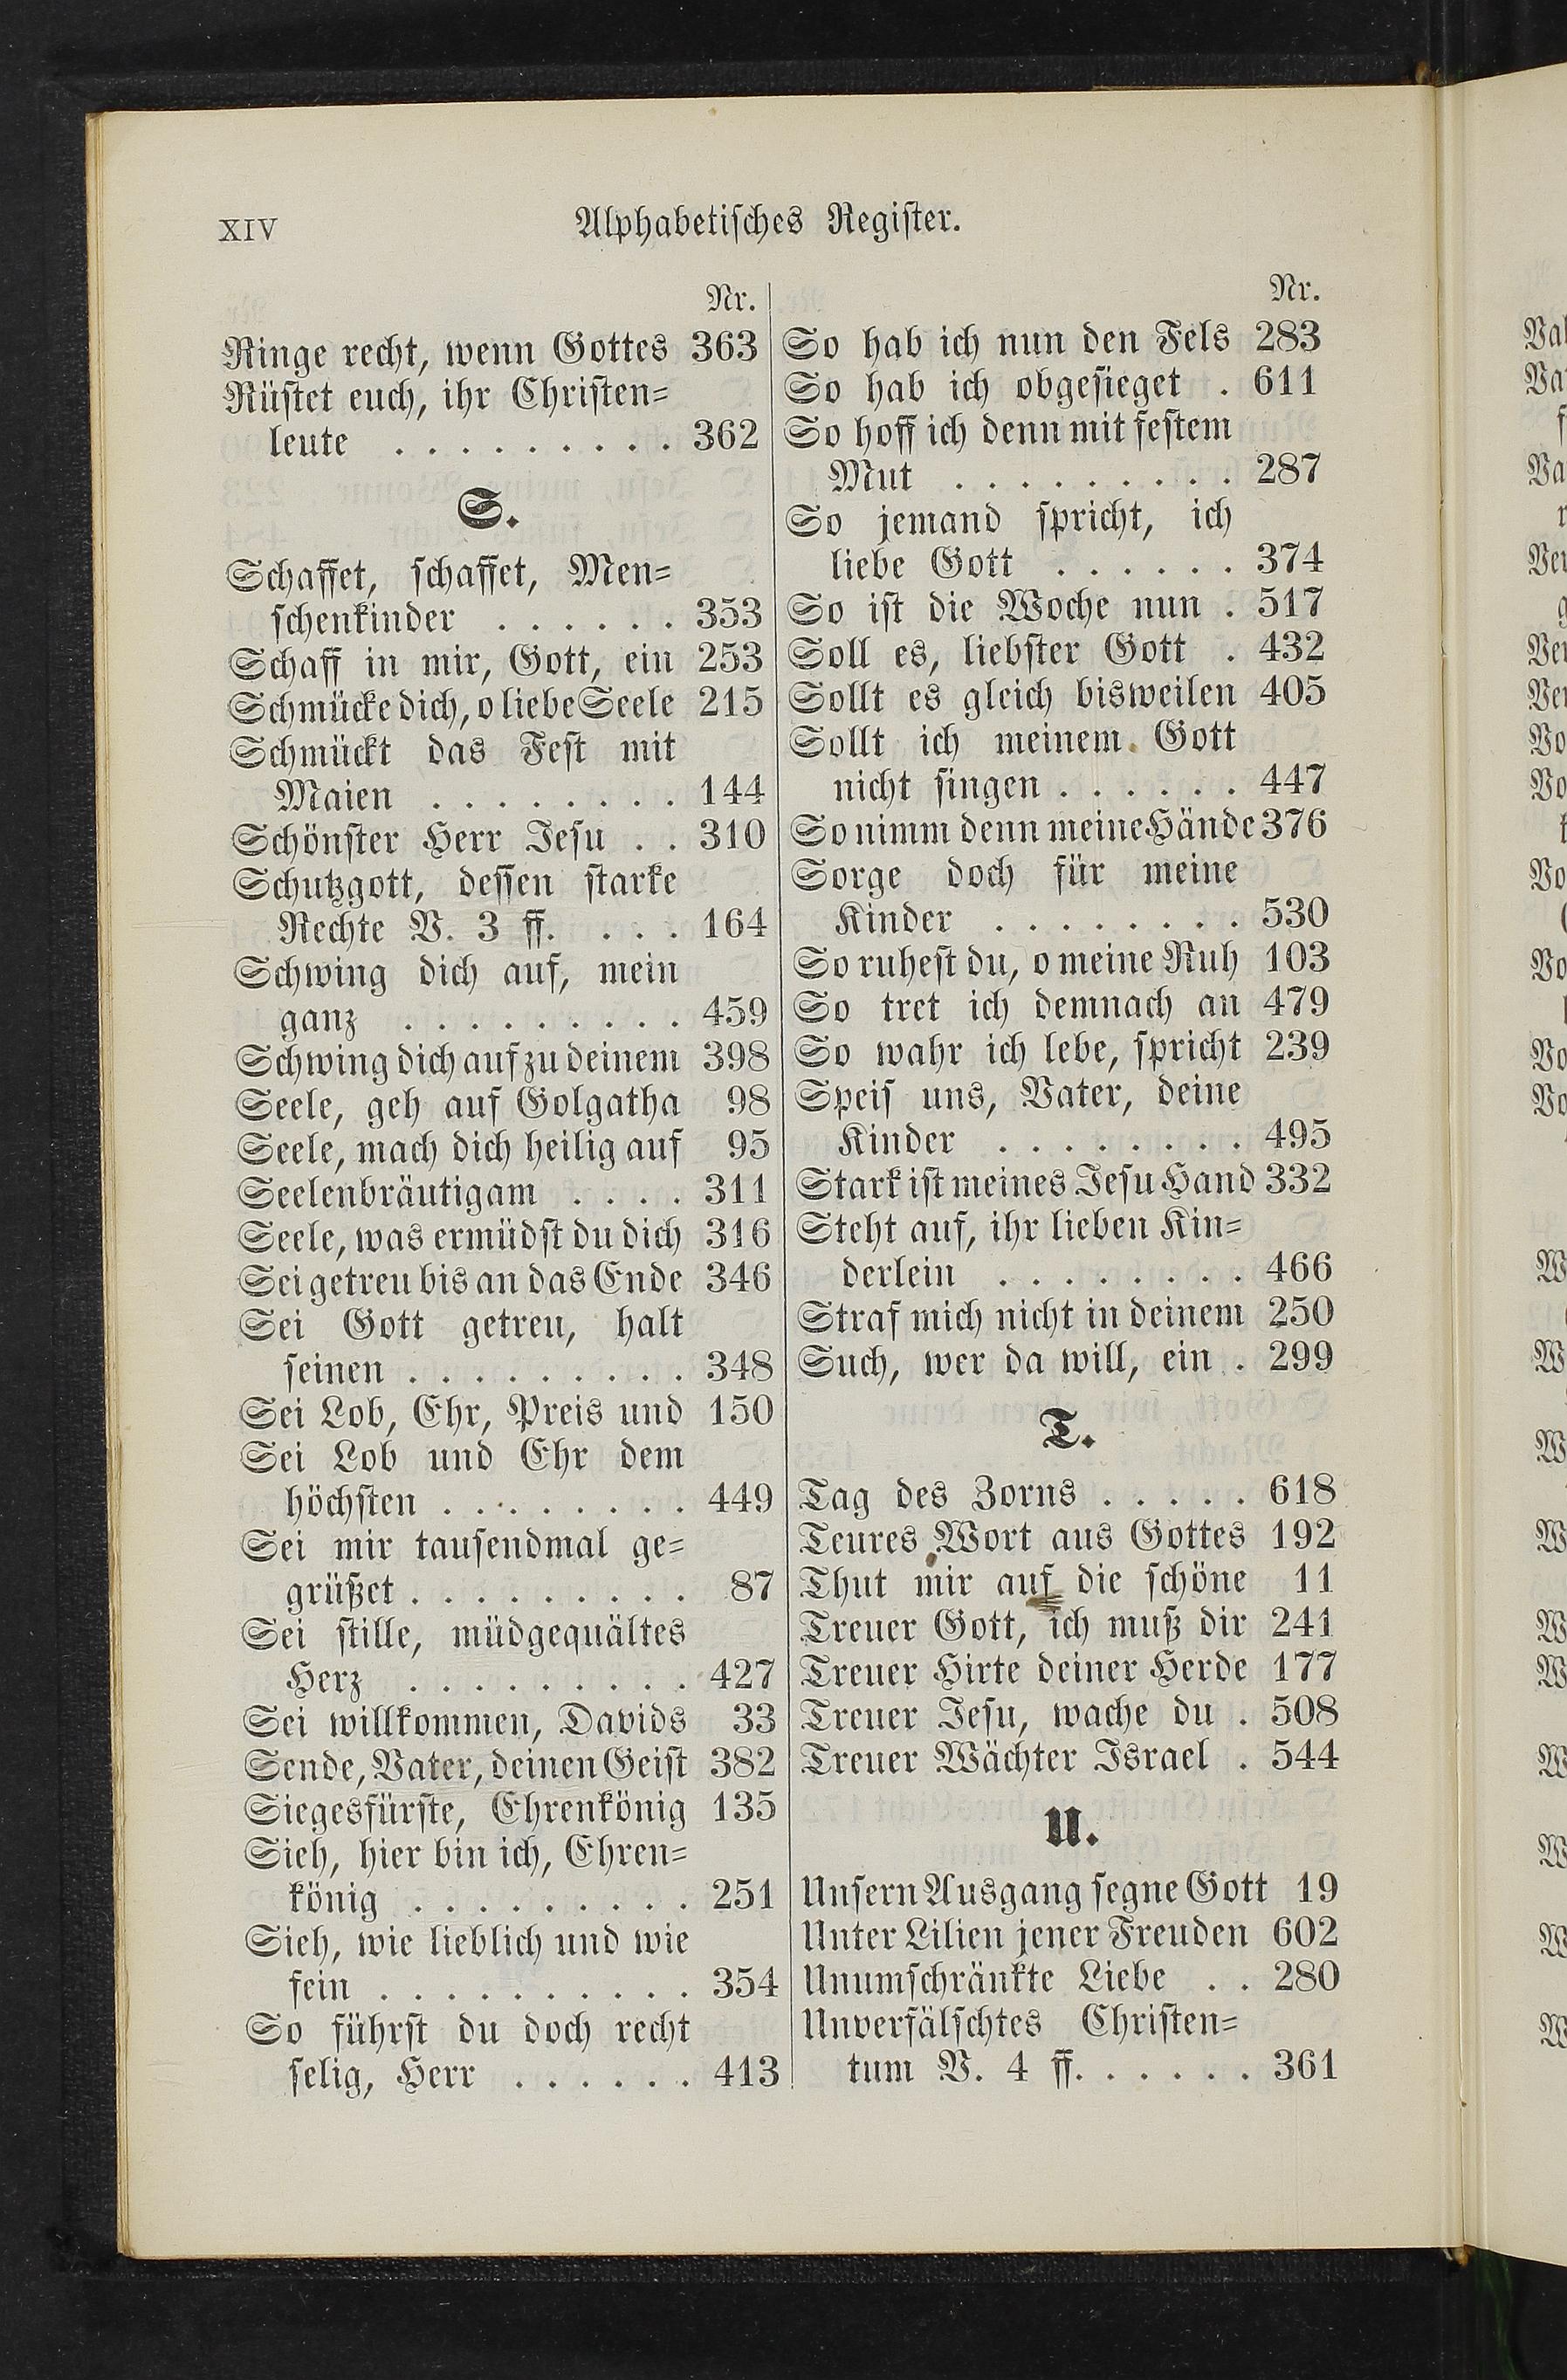 XIV
Alphabetisches Register.
Nr.
Ringe recht, wenn Gottes 363
Rüstet euch, ihr Christen=
leute . . . . . . . . . 362
S.
Schaffet, schaffet, Men=
schenkinder . . . . . . 353
Schaff in mir, Gott, ein 253
Schmücke dich, o liebe Seele 215
Schmückt das Fest mit
Maien . . . . . . . . 144
Schönster Herr Jesu . . 310
Schutzgott, dessen starke
Rechte V. 3 ff. . . . 164
Schwing dich auf, mein
ganz . . . . . . . . . 459
Schwing dich auf zu deinem 398
Seele, geh auf Golgatha 98
Seele, mach dich heilig auf 95
Seelenbräutigam . . . . 311
Seele, was ermüdst du dich 316
Sei getreu bis an das Ende 346
Sei Gott getreu, halt
seinen . . . . . . . . . 348
Sei Lob, Ehr, Preis und 150
Sei Lob und Ehr dem
höchsten . . . . . . . . 449
Sei mir tausendmal ge=
grüßet . . . . . . . . . 87
Sei stille, müdgequältes
Herz . . . . . . . . . 427
Sei willkommen, Davids 33
Sende, Vater, deinen Geist 382
Siegesfürste, Ehrenkönig 135
Sieh, hier bin ich, Ehren=
könig . . . . . . . . . 251
Sieh, wie lieblich und wie
fein . . . . . . . . . . 354
So führst du doch recht
selig, Herr . . . . . . 413
Nr.
So hab ich nun den Fels 283
So hab ich obgesieget . 611
So hoff ich denn mit festem
Mut . . . . . . . . . 287
So jemand spricht, ich
liebe Gott . . . . . . 374
So ist die Woche nun . 517
Soll es, liebster Gott . 432
Sollt es gleich bisweilen 405
Sollt ich meinem Gott
nicht singen . . . . . . 447
So nimm denn meine Hände 376
Sorge doch für meine
Kinder . . . . . . . . 530
So ruhest du, o meine Ruh 103
So tret ich demnach an 479
So wahr ich lebe, spricht 239
Speis uns, Vater, deine
Kinder . . . . . . . . 495
Stark ist meines Jesu Hand 332
Steht auf, ihr lieben Kin=
derlein . . . . . . . . 466
Straf mich nicht in deinem 250
Such, wer da will, ein . 299
T.
Tag des Zorns . . . . . 618
Teures Wort aus Gottes 192
Thut mir auf die schöne 11
Treuer Gott, ich muß dir 241
Treuer Hirte deiner Herde 177
Treuer Jesu, wache du . 508
Treuer Wächter Israel . 544
U.
Unsern Ausgang segne Gott 19
Unter Lilien jener Freuden 602
Unumschränkte Liebe . . 280
Unverfälschtes Christen=
tum V. 4 ff. . . . . . 361